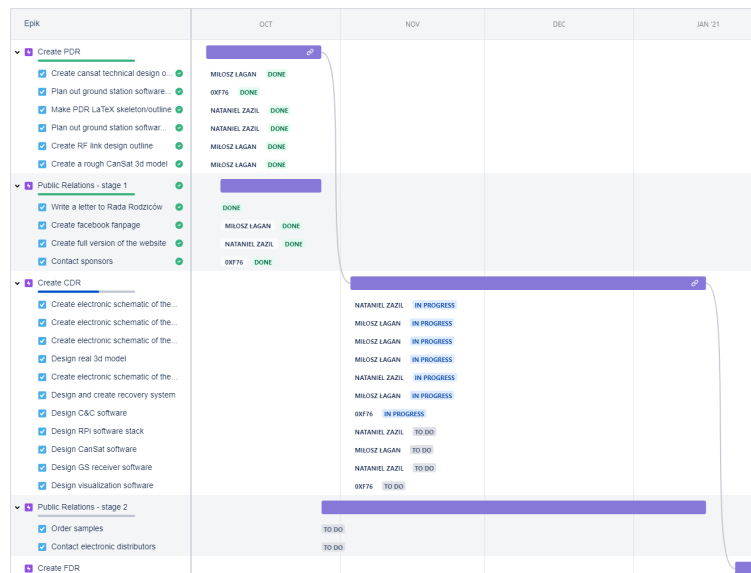 Epik OCT NOV DEC JAN '21
Create PDR
Create cansat technical design o... MIŁOSZ ŁAGAN DONE
Plan out ground station software... 0XF76 DONE
Make PDR LaTeX skeleton/outline NATANIEL ZAZIL DONE
Plan out ground station softwar... NATANIEL ZAZIL DONE
Create RF link design outline MIŁOSZ ŁAGAN DONE
Create a rough CanSat 3d model MIŁOSZ ŁAGAN DONE
Public Relations - stage 1
Write a letter to Rada Rodziców DONE
Create facebook fanpage MIŁOSZ ŁAGAN DONE
Create full version of the website NATANIEL ZAZIL DONE
Contact sponsors 0XF76 DONE
Create CDR
Create electronic schematic of the... NATANIEL ZAZIL IN PROGRESS
Create electronic schematic of the... MIŁOSZ ŁAGAN IN PROGRESS
Create electronic schematic of the... MIŁOSZ ŁAGAN IN PROGRESS
Design real 3d model MIŁOSZ ŁAGAN IN PROGRESS
Create electronic schematic of the... NATANIEL ZAZIL IN PROGRESS
Design and create recovery system MIŁOSZ ŁAGAN IN PROGRESS
Design C&C software 0XF76 IN PROGRESS
Design RPi software stack NATANIEL ZAZIL TO DO
Design CanSat software MIŁOSZ ŁAGAN TO DO
Design GS receiver software NATANIEL ZAZIL TO DO
Design visualization software 0XF76 TO DO
Public Relations - stage 2
Order samples TO DO
Contact electronic distributors TO DO
Create FDR